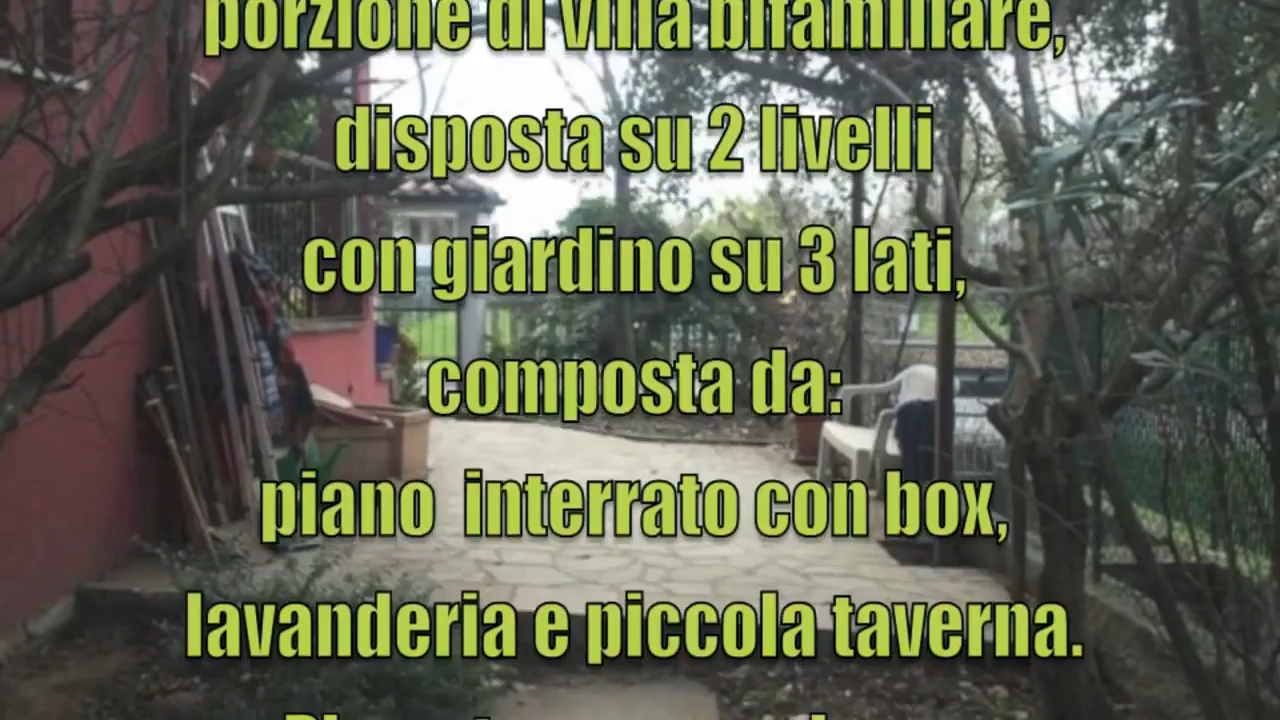 porzione di villa bifamiliare,
disposta su 2 livelli
con giardino su 3 lati,
composta da:
piano  interrato con box,
lavanderia e piccola taverna.